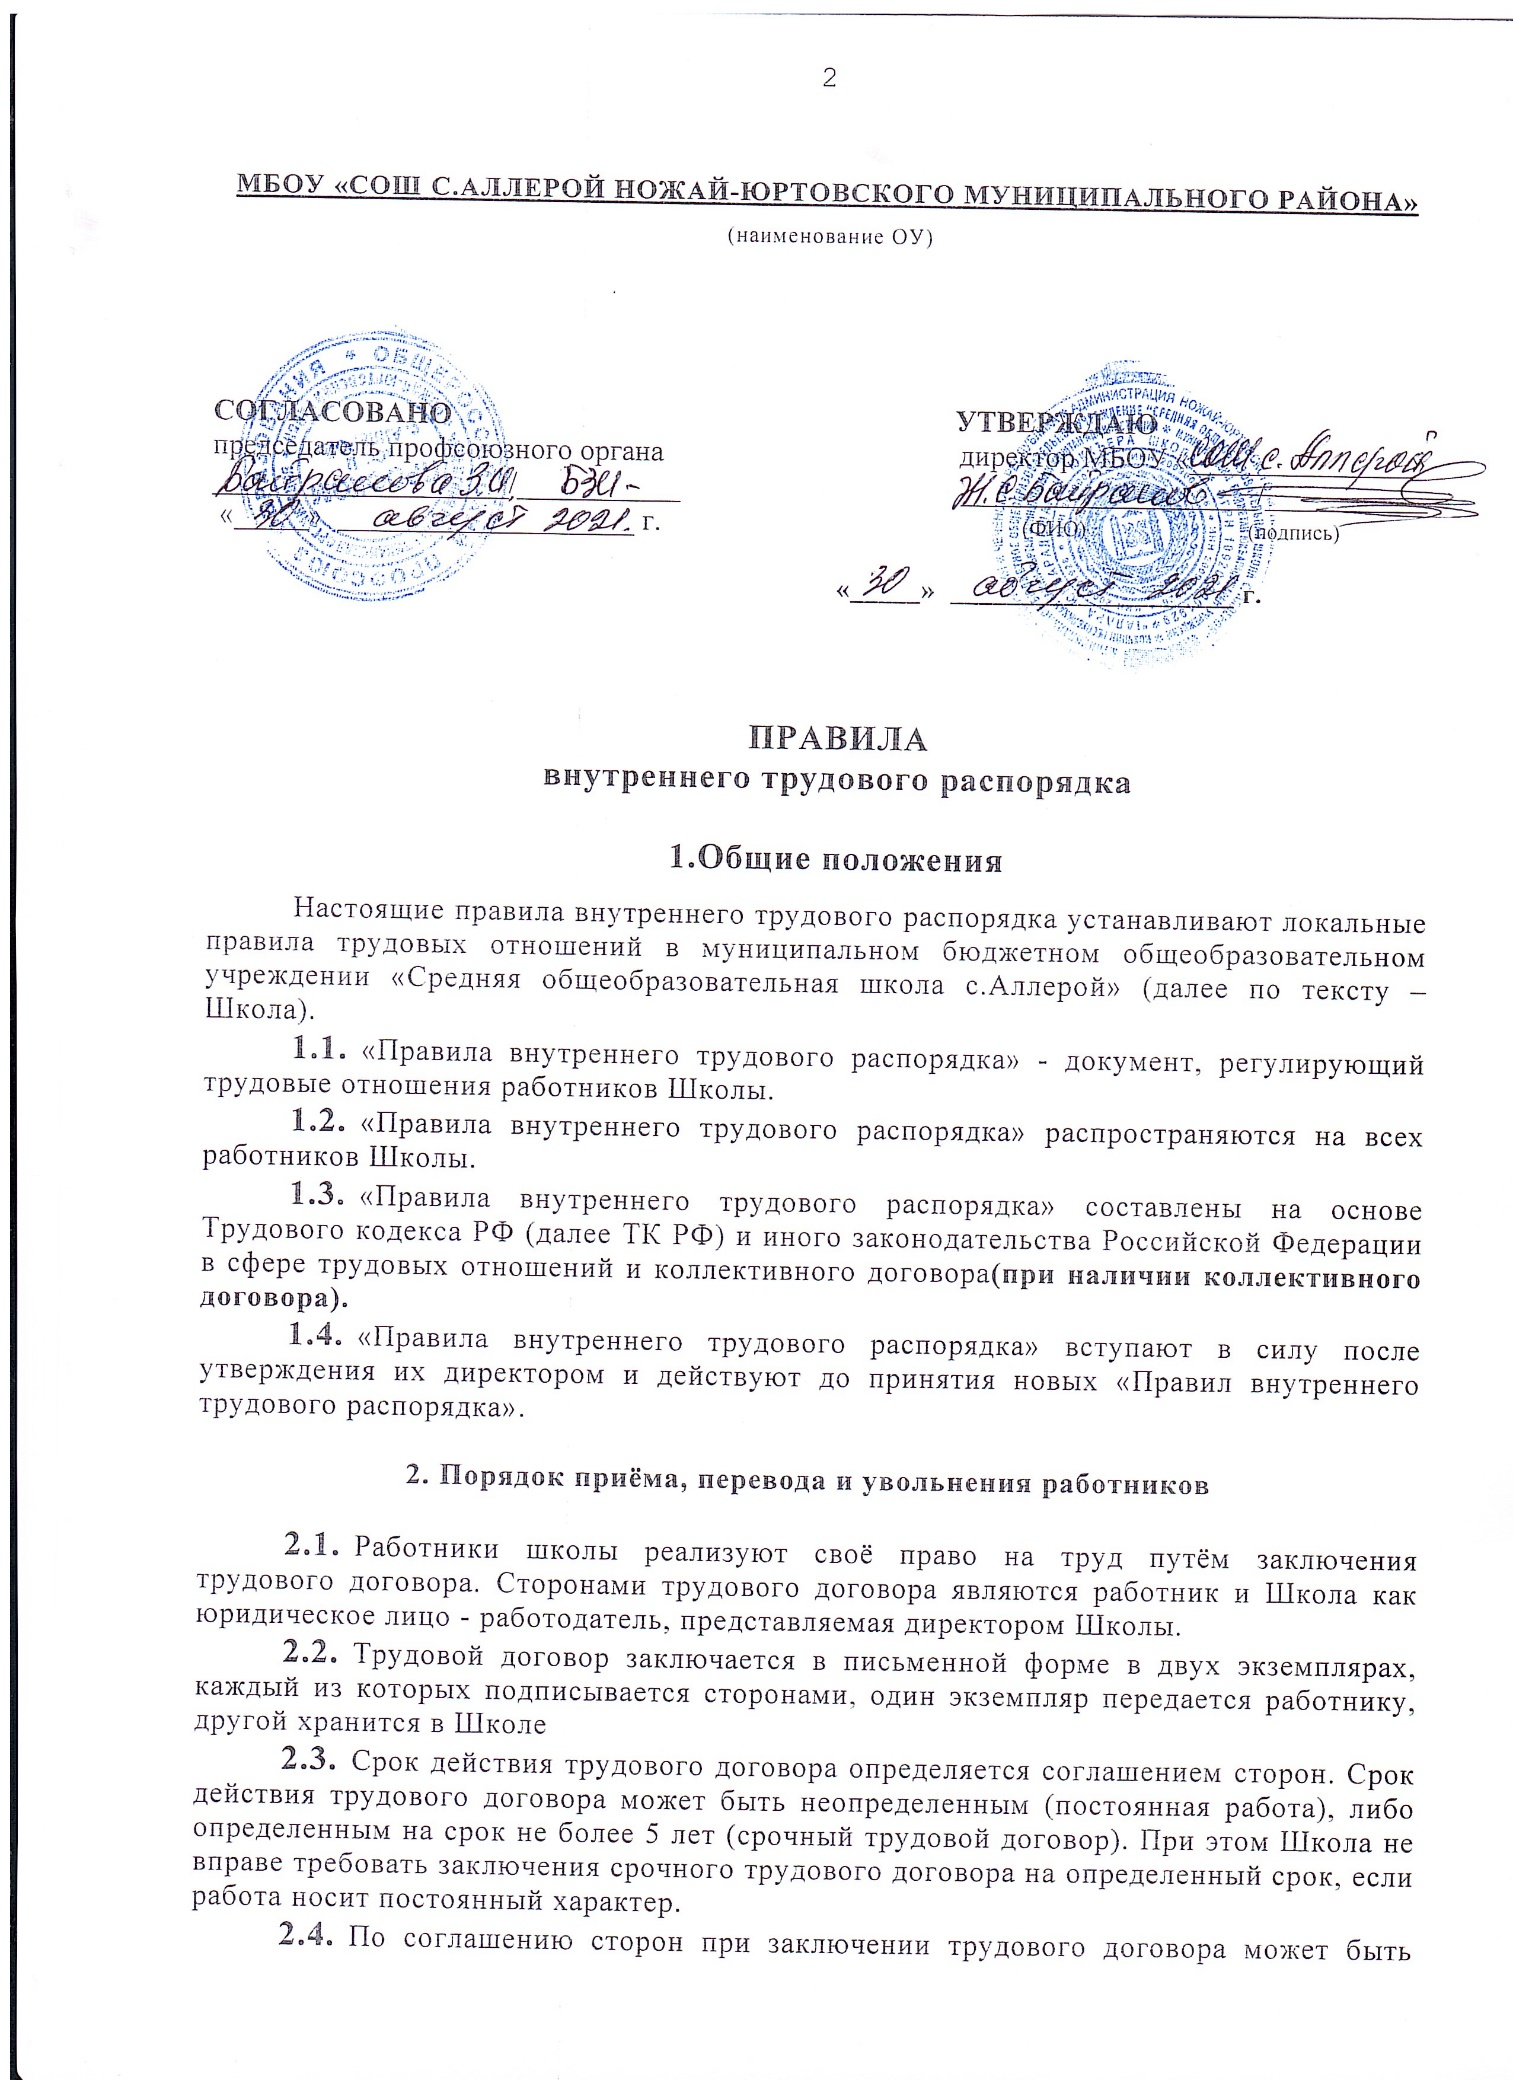 2
МБОУ «СОШ С.АЛЛЕРОЙ НОЖАЙ-ЮРТОВСКОГО МУНИЦИПАЛЬНОГО РАЙОНА»
(наименование ОУ)
СОГЛАСОВАНО
председатель профсоюзного органа
Байрамова З.И.
« 30 » август 2021. г.
УТВЕРЖДАЮ
директор МБОУ «СОШ с. Аллерой
Ж.С. Байрамов
(ФИО) (подпись)
« 30 » август 2021 г.
ПРАВИЛА
внутреннего трудового распорядка
1.Общие положения
Настоящие правила внутреннего трудового распорядка устанавливают локальные
правила трудовых отношений в муниципальном бюджетном общеобразовательном
учреждении «Средняя общеобразовательная школа с.Аллерой» (далее по тексту –
Школа).
1.1. «Правила внутреннего трудового распорядка» - документ, регулирующий
трудовые отношения работников Школы.
1.2. «Правила внутреннего трудового распорядка» распространяются на всех
работников Школы.
1.3. «Правила внутреннего трудового распорядка» составлены на основе
Трудового кодекса РФ (далее ТК РФ) и иного законодательства Российской Федерации
в сфере трудовых отношений и коллективного договора(при наличии коллективного
договора).
1.4. «Правила внутреннего трудового распорядка» вступают в силу после
утверждения их директором и действуют до принятия новых «Правил внутреннего
трудового распорядка».
2. Порядок приёма, перевода и увольнения работников
2.1. Работники школы реализуют своё право на труд путём заключения
трудового договора. Сторонами трудового договора являются работник и Школа как
юридическое лицо - работодатель, представляемая директором Школы.
2.2. Трудовой договор заключается в письменной форме в двух экземплярах,
каждый из которых подписывается сторонами, один экземпляр передается работнику,
другой хранится в Школе
2.3. Срок действия трудового договора определяется соглашением сторон. Срок
действия трудового договора может быть неопределенным (постоянная работа), либо
определенным на срок не более 5 лет (срочный трудовой договор). При этом Школа не
вправе требовать заключения срочного трудового договора на определенный срок, если
работа носит постоянный характер.
2.4. По соглашению сторон при заключении трудового договора может быть